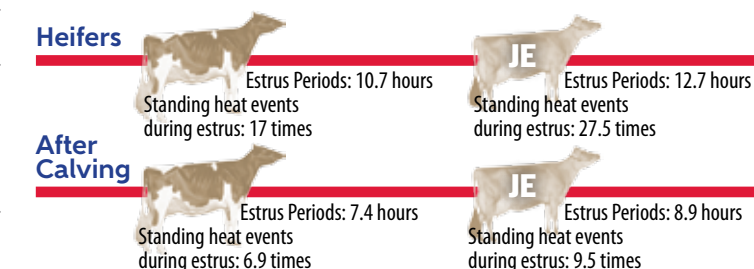 Heifers
JE
Estrus Periods: 10.7 hours
Standing heat events
during estrus: 17 times
Estrus Periods: 12.7 hours
Standing heat events
during estrus: 27.5 times
After
Calving
JE
Estrus Periods: 7.4 hours
Standing heat events
during estrus: 6.9 times
Estrus Periods: 8.9 hours
Standing heat events
during estrus: 9.5 times